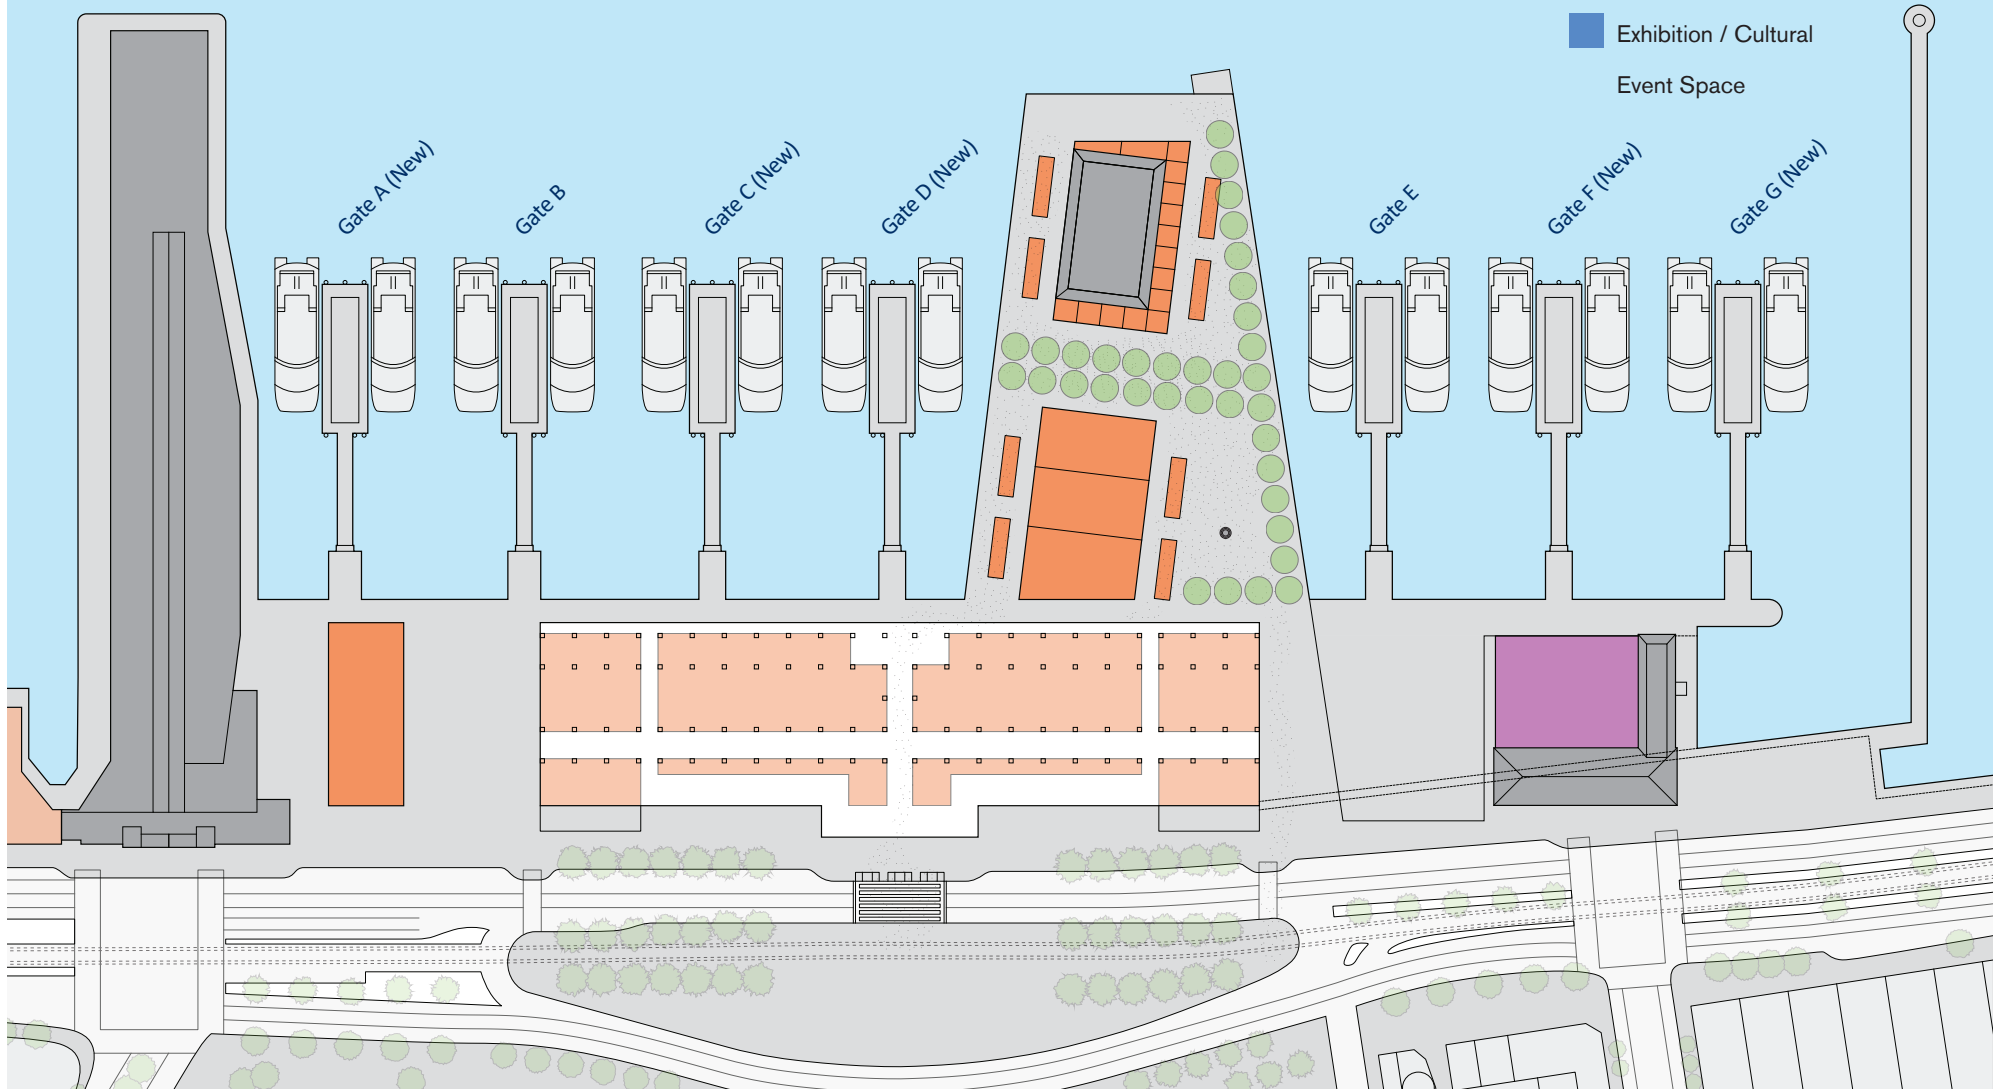 Exhibition / Cultural
Event Space
Gate A (New)
Gate B
Gate C (New)
Gate D (New)
Gate E
Gate F (New)
Gate G (New)